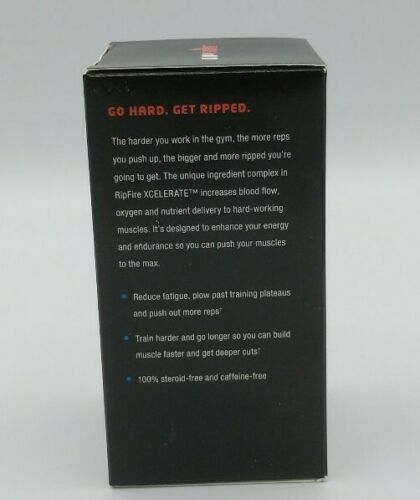 GO HARD. GET RIPPED.
The harder you work in the gym, the more reps
you push up, the bigger and more ripped you're
going to get. The unique ingredient complex in
RipFire XCELERATE™ increases blood flow,
oxygen and nutrient delivery to hard-working
muscles. It's designed to enhance your energy
and endurance so you can push your muscles
to the max.
• Reduce fatigue, plow past training plateaus
and push out more reps*
• Train harder and go longer so you can build
muscle faster and get deeper cuts*
• 100% steroid-free and caffeine-free